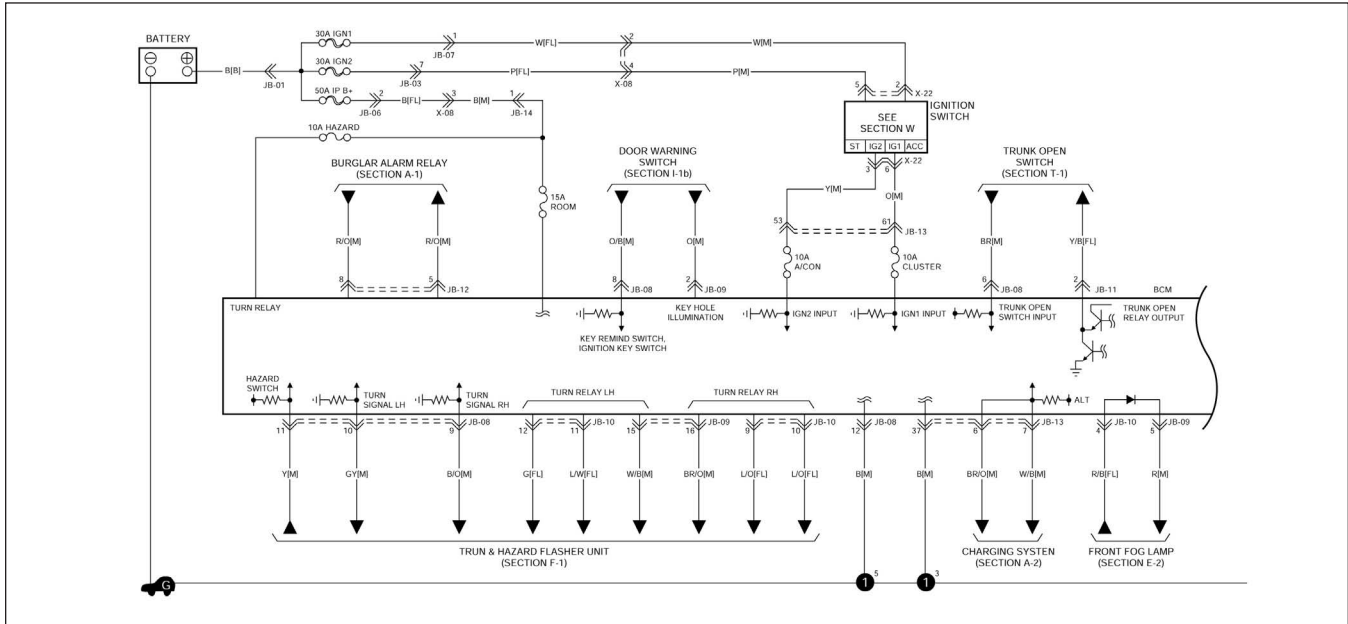 BATTERY
30A IGN1
1
JB-07
W[FL]
2
W[M]
B[B]
JB-01
30A IGN2
7
JB-03
P[FL]
4
X-08
P[M]
5
2
X-22
50A IP B+
2
JB-06
B[FL]
3
X-08
B[M]
1
JB-14
IGNITION
SWITCH
SEE
SECTION W
ST IG2 IG1 ACC
3
6
X-22
10A HAZARD
BURGLAR ALARM RELAY
(SECTION A-1)
DOOR WARNING
SWITCH
(SECTION I-1b)
TRUNK OPEN
SWITCH
(SECTION T-1)
15A
ROOM
Y[M]
O[M]
53
61
JB-13
R/O[M]
R/O[M]
O/B[M]
O[M]
BR[M]
Y/B[FL]
10A
A/CON
10A
CLUSTER
8
5
JB-12
8
JB-08
2
JB-09
6
JB-08
2
JB-11
BCM
TURN RELAY
KEY HOLE
ILLUMINATION
IGN2 INPUT
IGN1 INPUT
TRUNK OPEN
SWITCH INPUT
TRUNK OPEN
RELAY OUTPUT
KEY REMIND SWITCH,
IGNITION KEY SWITCH
HAZARD
SWITCH
TURN
SIGNAL LH
TURN
SIGNAL RH
TURN RELAY LH
TURN RELAY RH
ALT
11
10
9
JB-08
12
11
JB-10
15
16
JB-09
9
10
JB-10
12
JB-08
37
6
7
JB-13
4
JB-10
5
JB-09
Y[M]
GY[M]
B/O[M]
G[FL]
L/W[FL]
W/B[M]
BR/O[M]
L/O[FL]
L/O[FL]
B[M]
B[M]
BR/O[M]
W/B[M]
R/B[FL]
R[M]
TRUN & HAZARD FLASHER UNIT
(SECTION F-1)
CHARGING SYSTEN
(SECTION A-2)
FRONT FOG LAMP
(SECTION E-2)
G
1
5
1
3